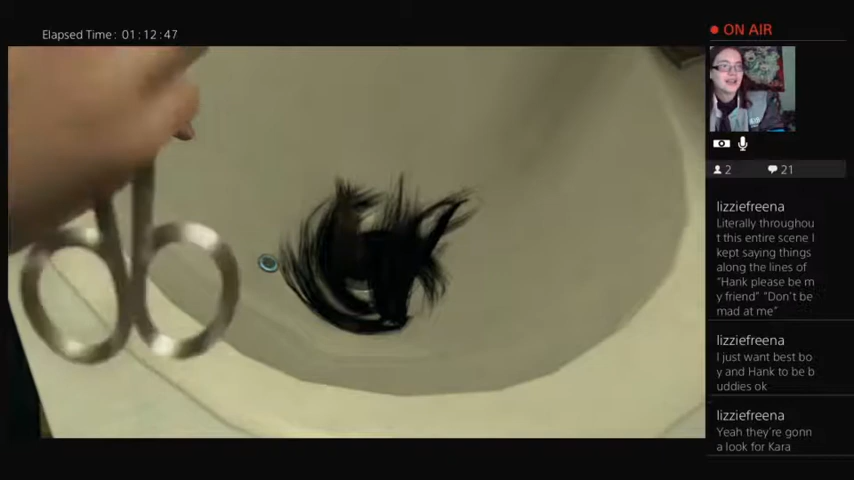 Elapsed Time: 01:12:47
ON AIR
2
21
lizziefreena
Literally throughou
t this entire scene I
kept saying things
along the lines of
"Hank please be m
y friend" "Don't be
mad at me"
lizziefreena
I just want best bo
y and Hank to be b
uddies ok
lizziefreena
Yeah they're gonn
a look for Kara